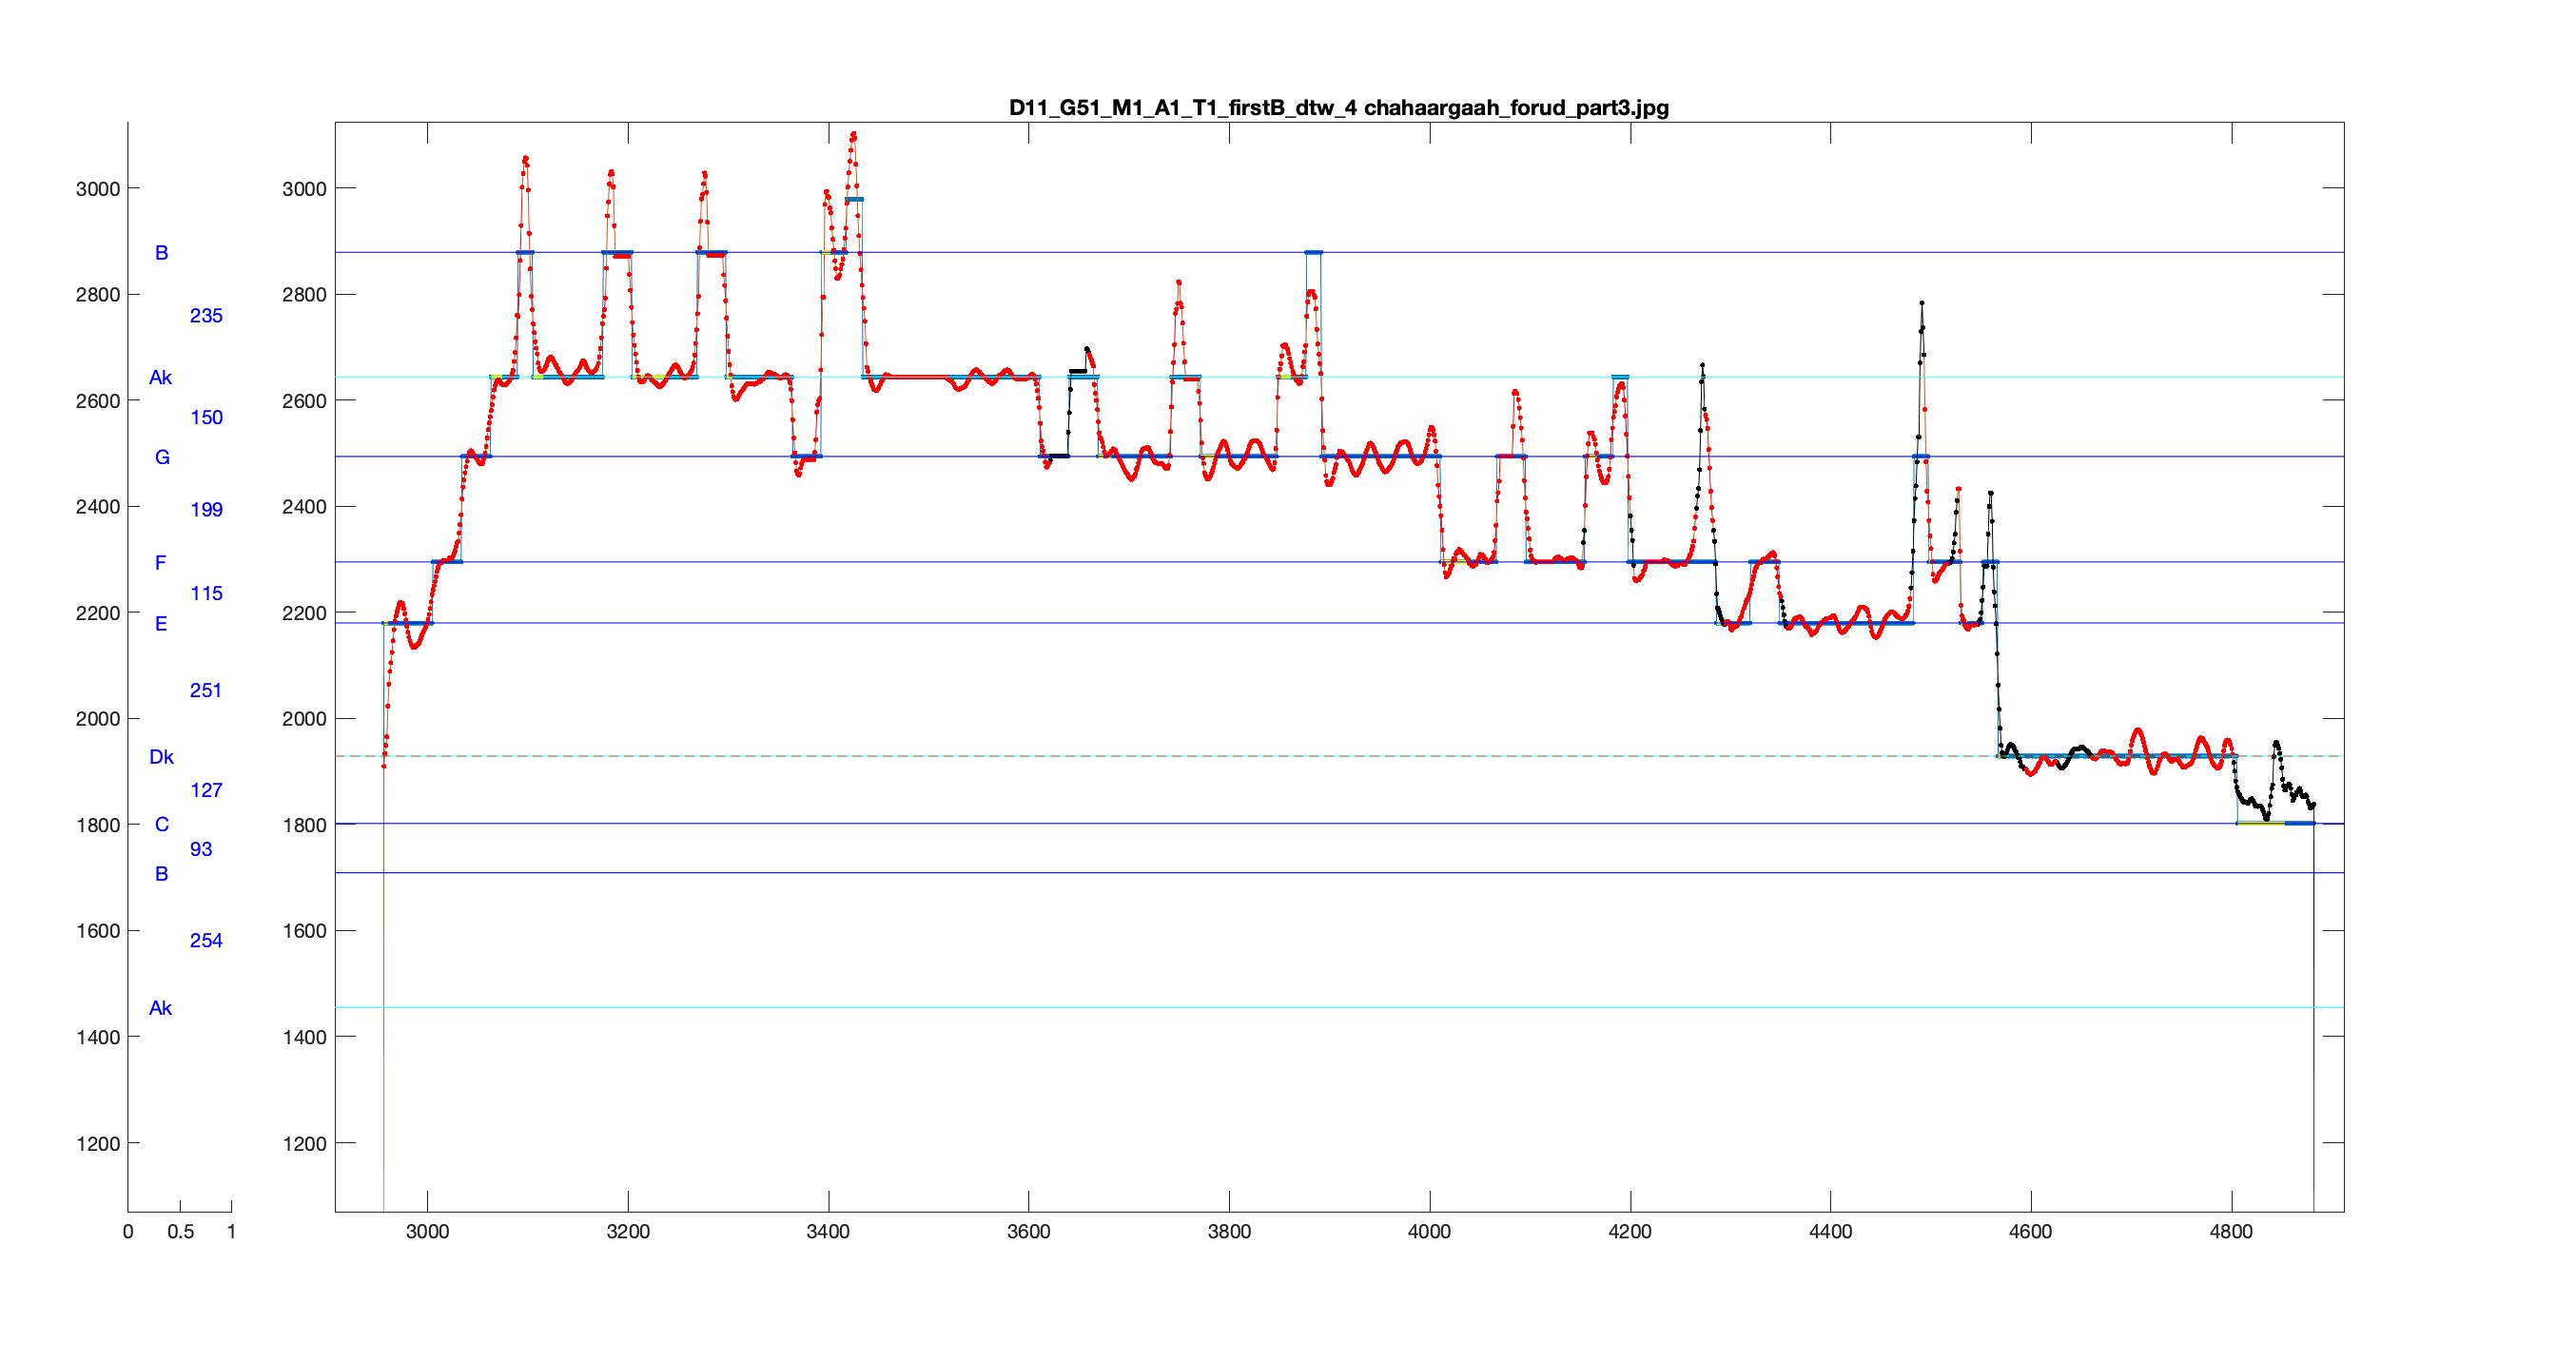 D11_G51_M1_A1_T1_firstB_dtw_4 chahaargaah_forud_part3.jpg
3000 3000
B
2800 2800
235
Ak
2600 2600
150
G
2400 2400
199
F
115
2200 2200
E
251
2000 2000
Dk
127
1800 C 1800
93
B
1600 254 1600
Ak
1400 1400
1200 1200
0 0.5 1 3000 3200 3400 3600 3800 4000 4200 4400 4600 4800